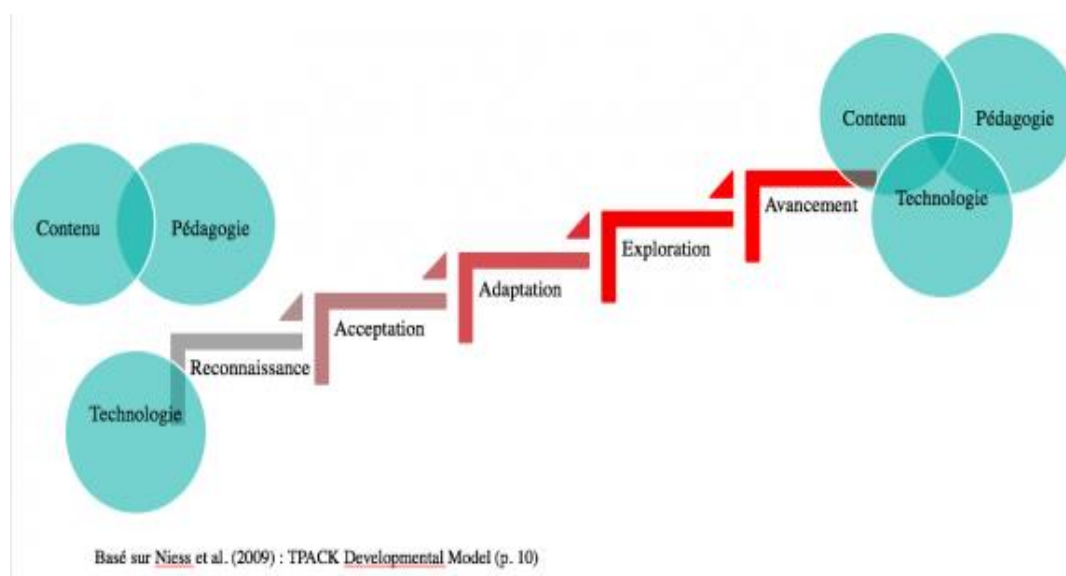 Contenu
Pédagogie
Technologie
Reconnaissance
Acceptation
Adaptation
Exploration
Avancement
Contenu
Pédagogie
Technologie
Basé sur Niess et al. (2009) : TPACK Developmental Model (p. 10)